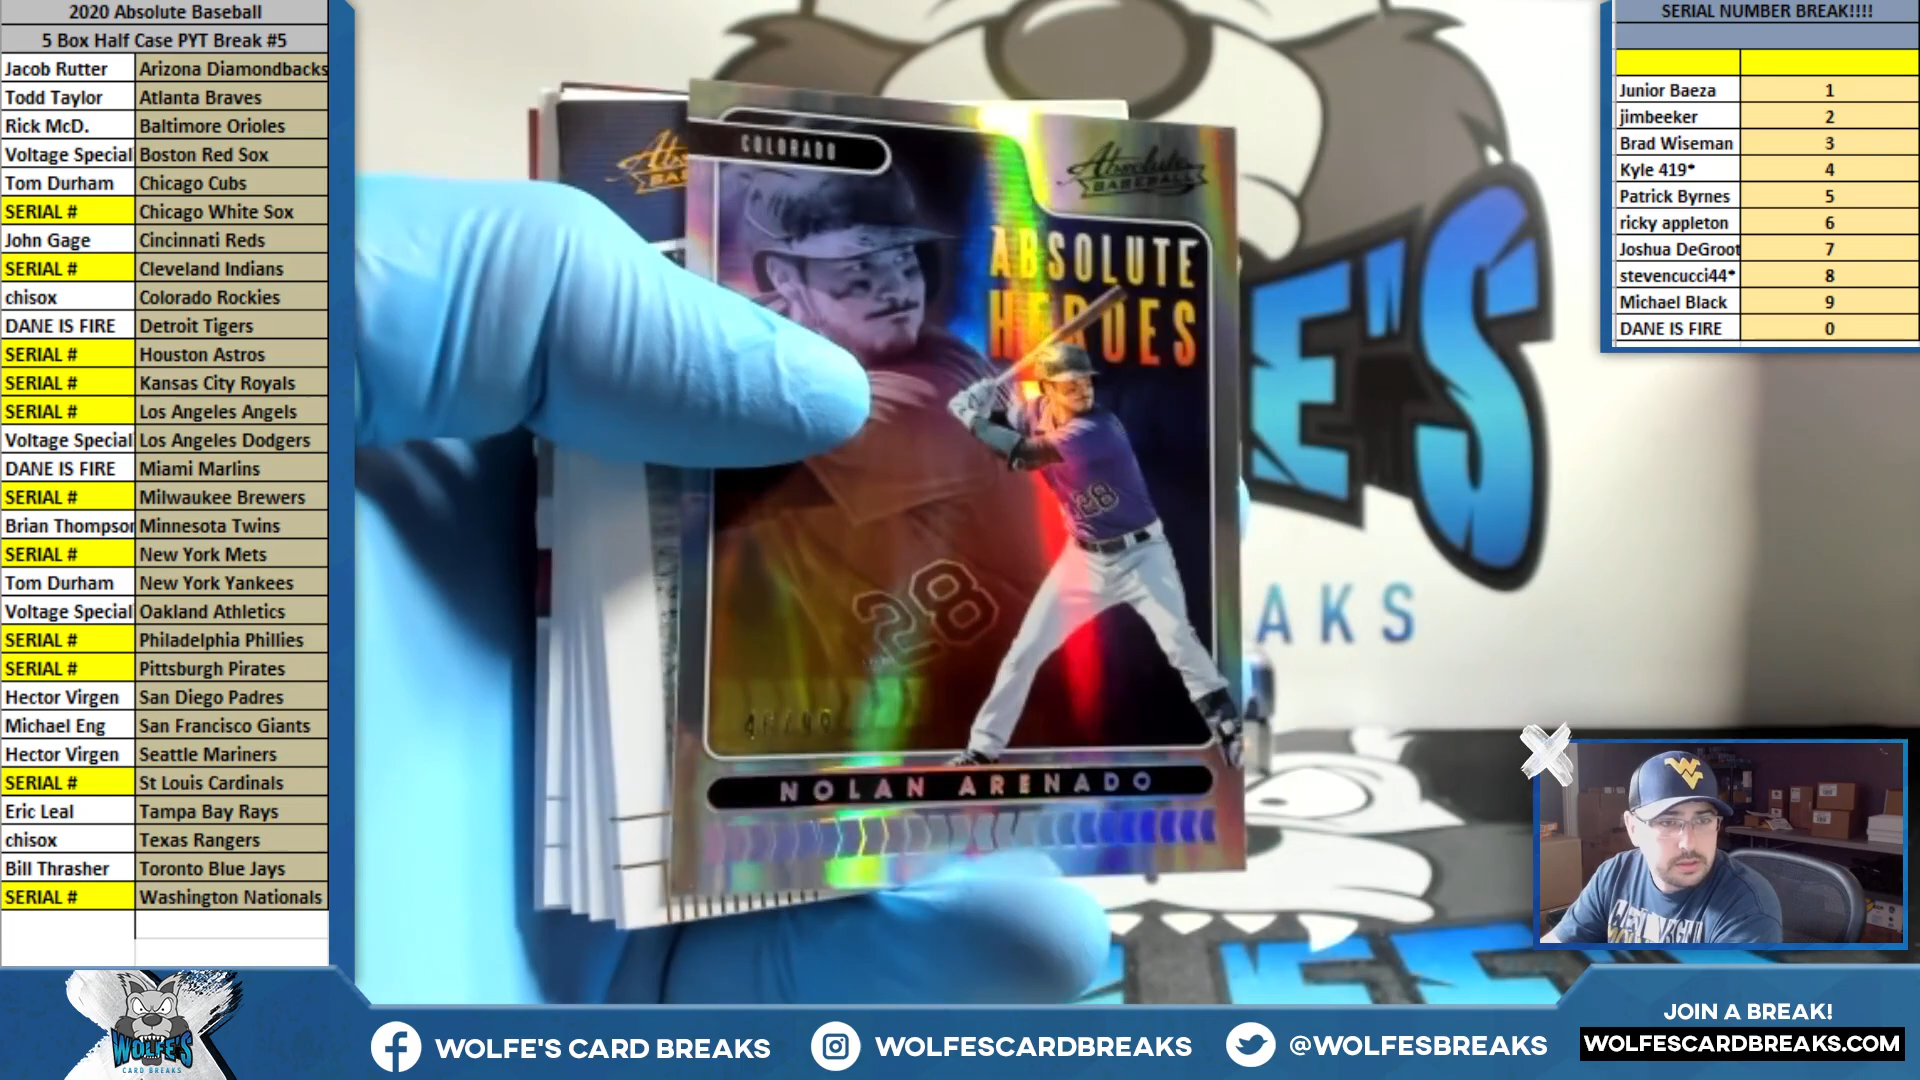 2020 Absolute Baseball
5 Box Half Case PYT Break #5
Jacob Rutter Arizona Diamondbacks
Todd Taylor Atlanta Braves
Rick McD. Baltimore Orioles
Voltage Special Boston Red Sox
Tom Durham Chicago Cubs
SERIAL # Chicago White Sox
John Gage Cincinnati Reds
SERIAL # Cleveland Indians
chisox Colorado Rockies
DANE IS FIRE Detroit Tigers
SERIAL # Houston Astros
SERIAL # Kansas City Royals
SERIAL # Los Angeles Angels
Voltage Special Los Angeles Dodgers
DANE IS FIRE Miami Marlins
SERIAL # Milwaukee Brewers
Brian Thompson Minnesota Twins
SERIAL # New York Mets
Tom Durham New York Yankees
Voltage Special Oakland Athletics
SERIAL # Philadelphia Phillies
SERIAL # Pittsburgh Pirates
Hector Virgen San Diego Padres
Michael Eng San Francisco Giants
Hector Virgen Seattle Mariners
SERIAL # St Louis Cardinals
Eric Leal Tampa Bay Rays
chisox Texas Rangers
Bill Thrasher Toronto Blue Jays
SERIAL # Washington Nationals
COLORADO
Absolute
BASEBALL
ABSOLUTE
HEROES
28
28
NOLAN ARENADO
E'S
AKS
SERIAL NUMBER BREAK!!!!
Junior Baeza 1
jimbeeker 2
Brad Wiseman 3
Kyle 419* 4
Patrick Byrnes 5
ricky appleton 6
Joshua DeGroot 7
stevencucci44* 8
Michael Black 9
DANE IS FIRE 0
WOLFE'S
CARD BREAKS
WOLFE'S CARD BREAKS
WOLFESCARDBREAKS
@WOLFESBREAKS
JOIN A BREAK!
WOLFESCARDBREAKS.COM